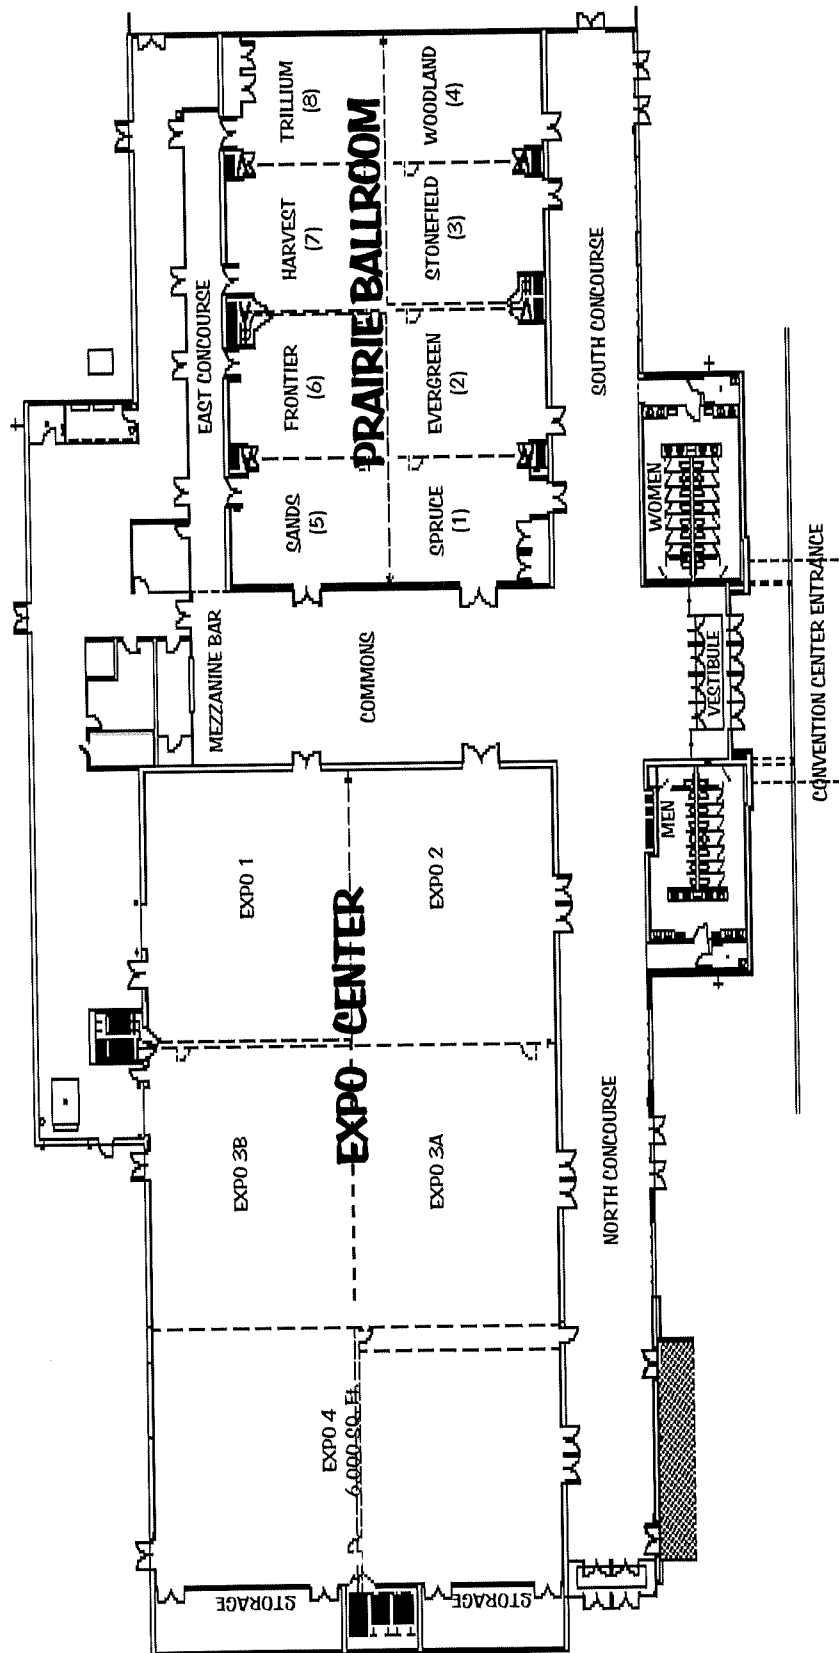 TRILLIUM
(8)
WOODLAND
(4)
PRAIRIE BALLROOM
HARVEST
(7)
STONEFIELD
(3)
EAST CONCOURSE
SOUTH CONCOURSE
FRONTIER
(6)
EVERGREEN
(2)
SANDS
(5)
SPRUCE
(1)
WOMEN
MEZZANINE BAR
COMMONS
VESTIBULE
CONVENTION CENTER ENTRANCE
MEN
EXPO 1
EXPO 2
EXPO CENTER
EXPO 3B
EXPO 3A
NORTH CONCOURSE
EXPO 4
6,000 SQ. Ft.
STORAGE
STORAGE